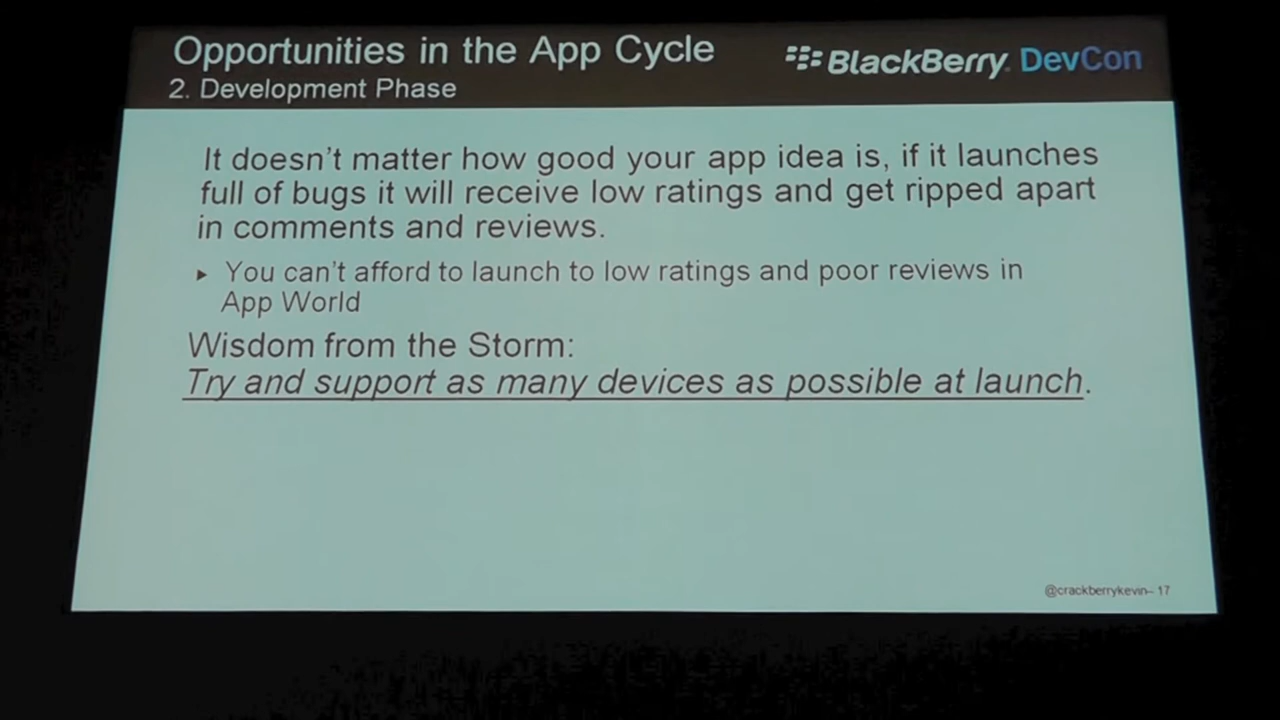 Opportunities in the App Cycle
BlackBerry. DevCon
2. Development Phase
It doesn't matter how good your app idea is, if it launches
full of bugs it will receive low ratings and get ripped apart
in comments and reviews.
▸ You can't afford to launch to low ratings and poor reviews in
App World
Wisdom from the Storm:
Try and support as many devices as possible at launch.
@crackberrykevin– 17